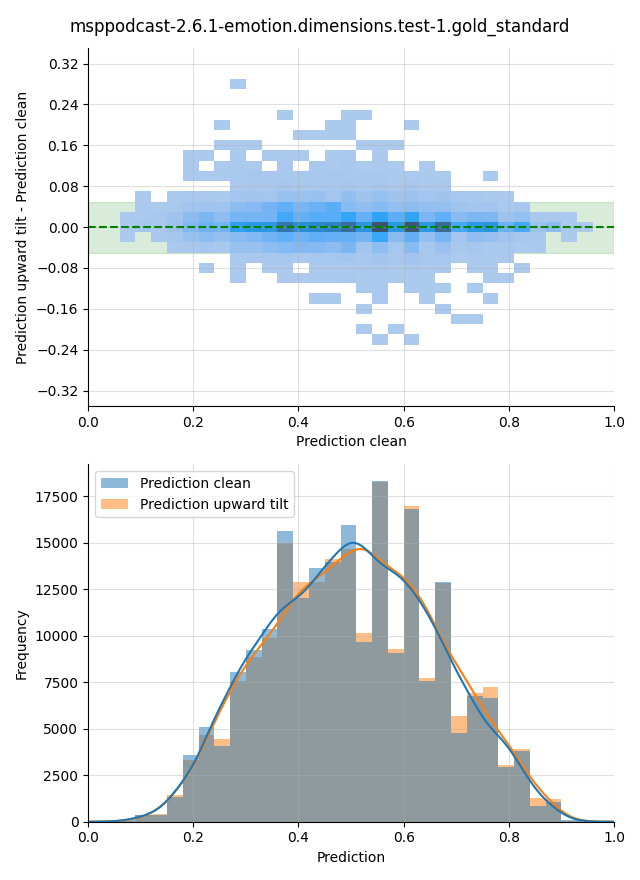 msppodcast-2.6.1-emotion.dimensions.test-1.gold_standard
Prediction upward tilt - Prediction clean
0.32
0.24
0.16
0.08
0.00
−0.08
−0.16
−0.24
−0.32
0.0 0.2 0.4 0.6 0.8 1.0
Prediction clean
Prediction clean
Prediction upward tilt
Frequency
17500
15000
12500
10000
7500
5000
2500
0
0.0 0.2 0.4 0.6 0.8 1.0
Prediction